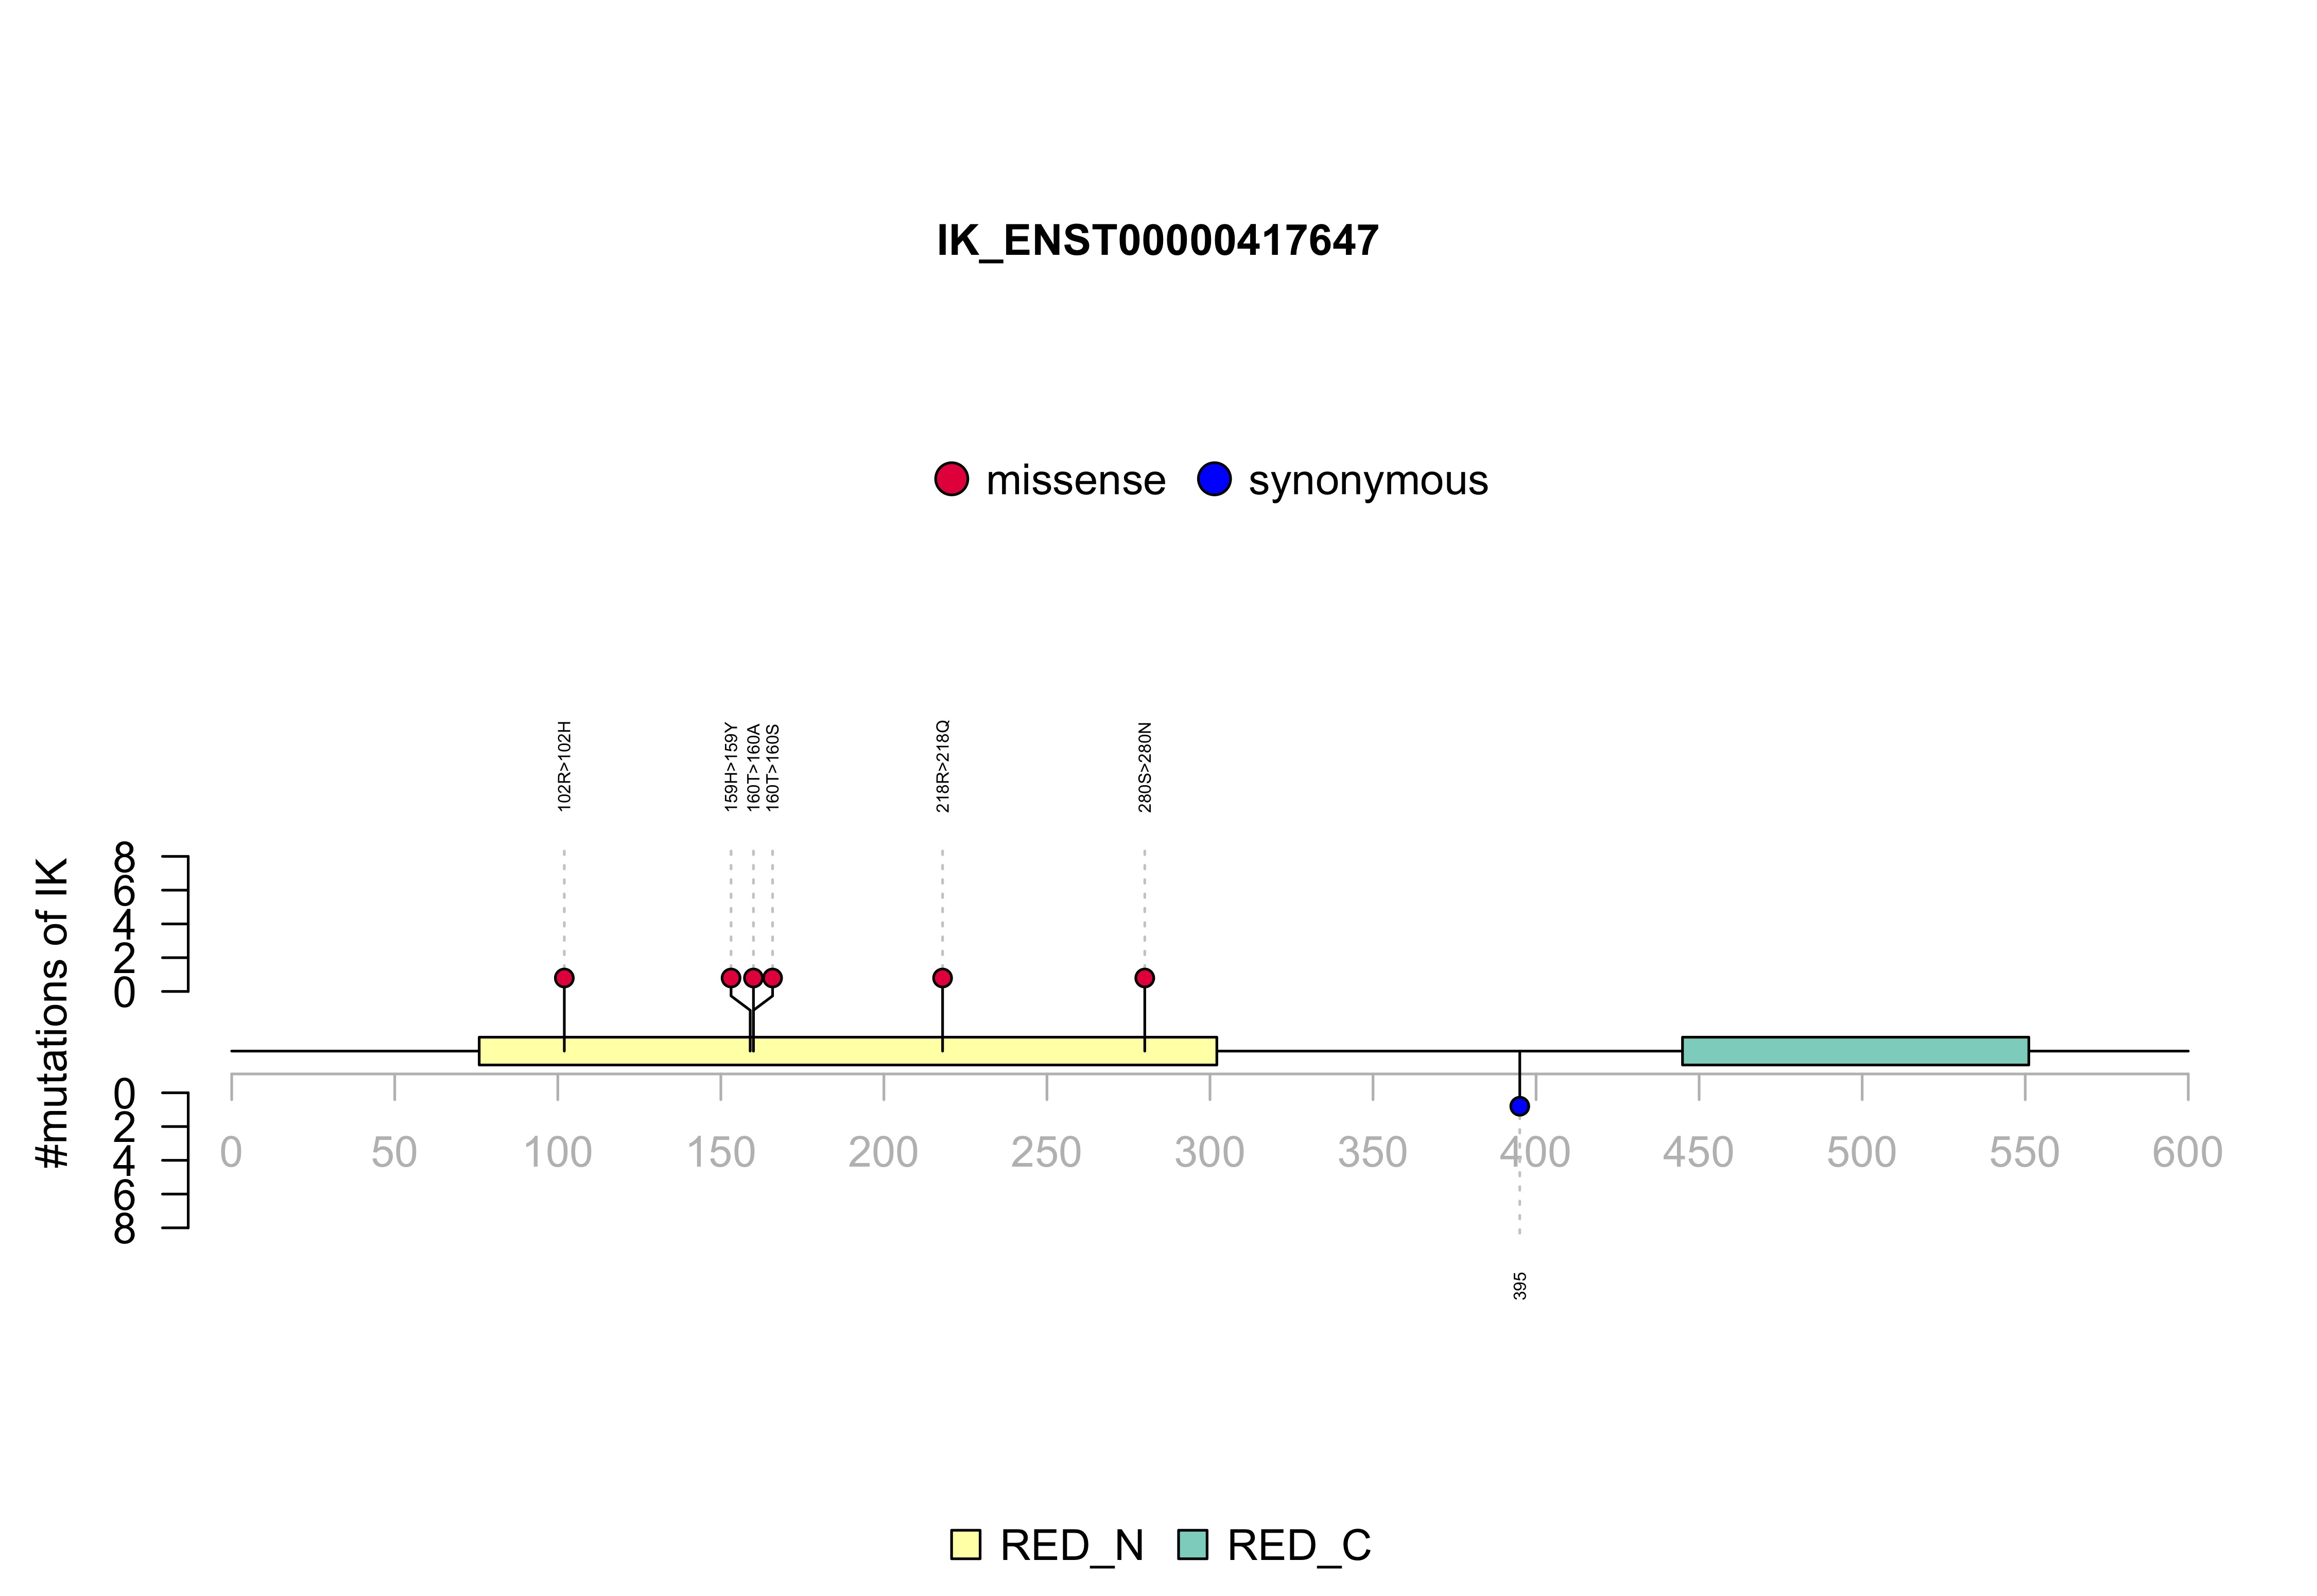 IK_ENST00000417647
missense synonymous
102R>102H
159H>159Y
160T>160A
160T>160S
218R>218Q
280S>280N
#mutations of IK
8
6
4
2
0
0
2
4
6
8
0 50 100 150 200 250 300 350 400 450 500 550 600
395
RED_N RED_C